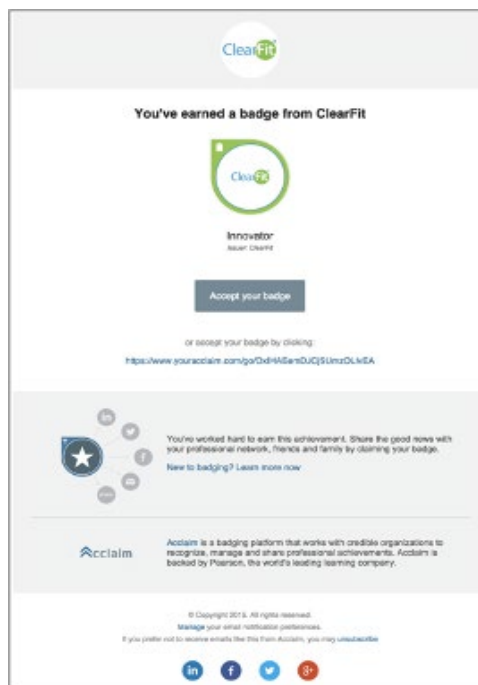 ClearFit
You've earned a badge from ClearFit
ClearFit
Innovator
Issuer: ClearFit
Accept your badge
or accept your badge by clicking:
https://www.youracclaim.com/go/
You've worked hard to earn this achievement. Share the good news with
your professional network, friends and family by claiming your badge.
New to badging? Learn more now
Acclaim
Acclaim is a badging platform that works with credible organizations to
recognize, manage and share professional achievements. Acclaim is
backed by Pearson, the world's leading learning company.
© Copyright 2015. All rights reserved.
Manage your email notification preferences.
If you prefer not to receive emails like this from Acclaim, you may unsubscribe
in
f
g+